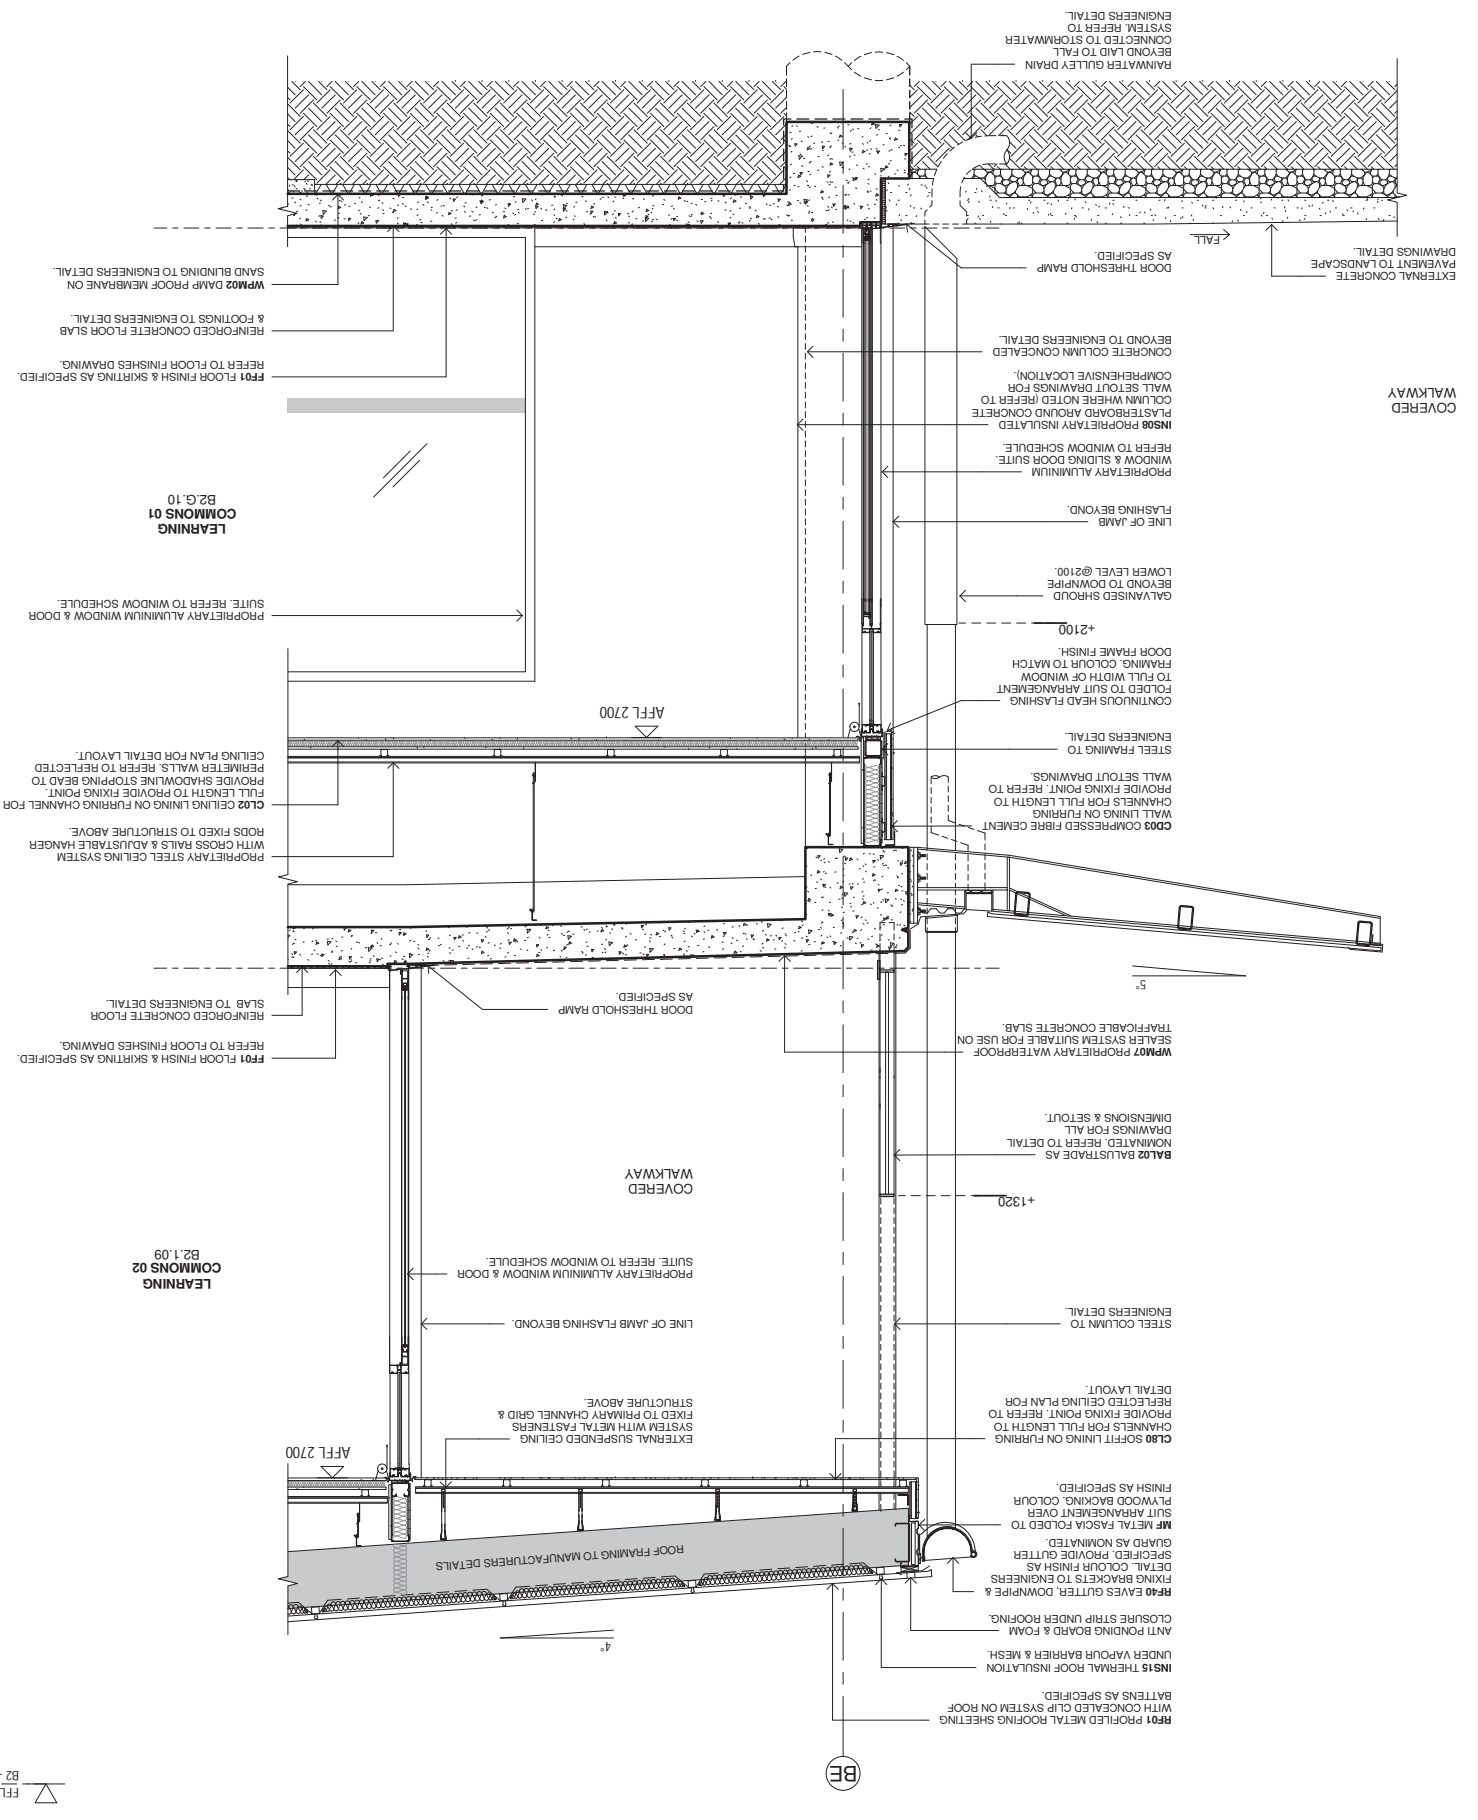 FFL
B2 -
BE
RF01 PROFILED METAL ROOFING SHEETING
WITH CONCEALED CLIP SYSTEM ON ROOF
BATTENS AS SPECIFIED.
INS15 THERMAL ROOF INSULATION
UNDER VAPOUR BARRIER & MESH.
ANTI PONDING BOARD & FOAM
CLOSURE STRIP UNDER ROOFING.
RF40 EAVES GUTTER, DOWNPIPE &
FIXING BRACKETS TO ENGINEERS
DETAIL. COLOUR FINISH AS
SPECIFIED. PROVIDE GUTTER
GUARD AS NOMINATED.
MF METAL FASCIA FOLDED TO
SUIT ARRANGEMENT OVER
PLYWOOD BACKING. COLOUR
FINISH AS SPECIFIED.
CL80 SOFFIT LINING ON FURRING
CHANNELS FOR FULL LENGTH TO
PROVIDE FIXING POINT. REFER TO
REFLECTED CEILING PLAN FOR
DETAIL LAYOUT.
STEEL COLUMN TO
ENGINEERS DETAIL.
+1320
BAL02 BALUSTRADE AS
NOMINATED. REFER TO DETAIL
DRAWINGS FOR ALL
DIMENSIONS & SETOUT.
WPM07 PROPRIETARY WATERPROOF
SEALER SYSTEM SUITABLE FOR USE ON
TRAFFICABLE CONCRETE SLAB.
5°
4°
ROOF FRAMING TO MANUFACTURERS DETAILS
AFFL 2700
EXTERNAL SUSPENDED CEILING
SYSTEM WITH METAL FASTENERS
FIXED TO PRIMARY CHANNEL GRID &
STRUCTURE ABOVE.
LINE OF JAMB FLASHING BEYOND.
PROPRIETARY ALUMINIUM WINDOW & DOOR
SUITE. REFER TO WINDOW SCHEDULE.
LEARNING
COMMONS 02
B2.1.09
COVERED
WALKWAY
FF01 FLOOR FINISH & SKIRTING AS SPECIFIED.
REFER TO FLOOR FINISHES DRAWING.
REINFORCED CONCRETE FLOOR
SLAB TO ENGINEERS DETAIL.
DOOR THRESHOLD RAMP
AS SPECIFIED.
CD03 COMPRESSED FIBRE CEMENT
WALL LINING ON FURRING
CHANNELS FOR FULL LENGTH TO
PROVIDE FIXING POINT. REFER TO
WALL SETOUT DRAWINGS.
STEEL FRAMING TO
ENGINEERS DETAIL.
CONTINUOUS HEAD FLASHING
FOLDED TO SUIT ARRANGEMENT
TO FULL WIDTH OF WINDOW
FRAMING. COLOUR TO MATCH
DOOR FRAME FINISH.
+2100
GALVANISED SHROUD
BEYOND TO DOWNPIPE
LOWER LEVEL @2100.
LINE OF JAMB
FLASHING BEYOND.
PROPRIETARY ALUMINIUM
WINDOW & SLIDING DOOR SUITE.
REFER TO WINDOW SCHEDULE.
INS08 PROPRIETARY INSULATED
PLASTERBOARD AROUND CONCRETE
COLUMN WHERE NOTED (REFER TO
WALL SETOUT DRAWINGS FOR
COMPREHENSIVE LOCATION).
CONCRETE COLUMN CONCEALED
BEYOND TO ENGINEERS DETAIL.
DOOR THRESHOLD RAMP
AS SPECIFIED.
COVERED
WALKWAY
EXTERNAL CONCRETE
PAVEMENT TO LANDSCAPE
DRAWINGS DETAIL.
FALL
RAINWATER GULLEY DRAIN
BEYOND LAID TO FALL
CONNECTED TO STORMWATER
SYSTEM. REFER TO
ENGINEERS DETAIL.
PROPRIETARY STEEL CEILING SYSTEM
WITH CROSS RAILS & ADJUSTABLE HANGER
RODS FIXED TO STRUCTURE ABOVE.
CL02 CEILING LINING ON FURRING CHANNEL FOR
FULL LENGTH TO PROVIDE FIXING POINT.
PROVIDE SHADOWLINE STOPPING BEAD TO
PERIMETER WALLS. REFER TO REFLECTED
CEILING PLAN FOR DETAIL LAYOUT.
AFFL 2700
PROPRIETARY ALUMINIUM WINDOW & DOOR
SUITE. REFER TO WINDOW SCHEDULE.
LEARNING
COMMONS 01
B2.G.10
FF01 FLOOR FINISH & SKIRTING AS SPECIFIED.
REFER TO FLOOR FINISHES DRAWING.
REINFORCED CONCRETE FLOOR SLAB
& FOOTINGS TO ENGINEERS DETAIL.
WPM02 DAMP PROOF MEMBRANE ON
SAND BLINDING TO ENGINEERS DETAIL.